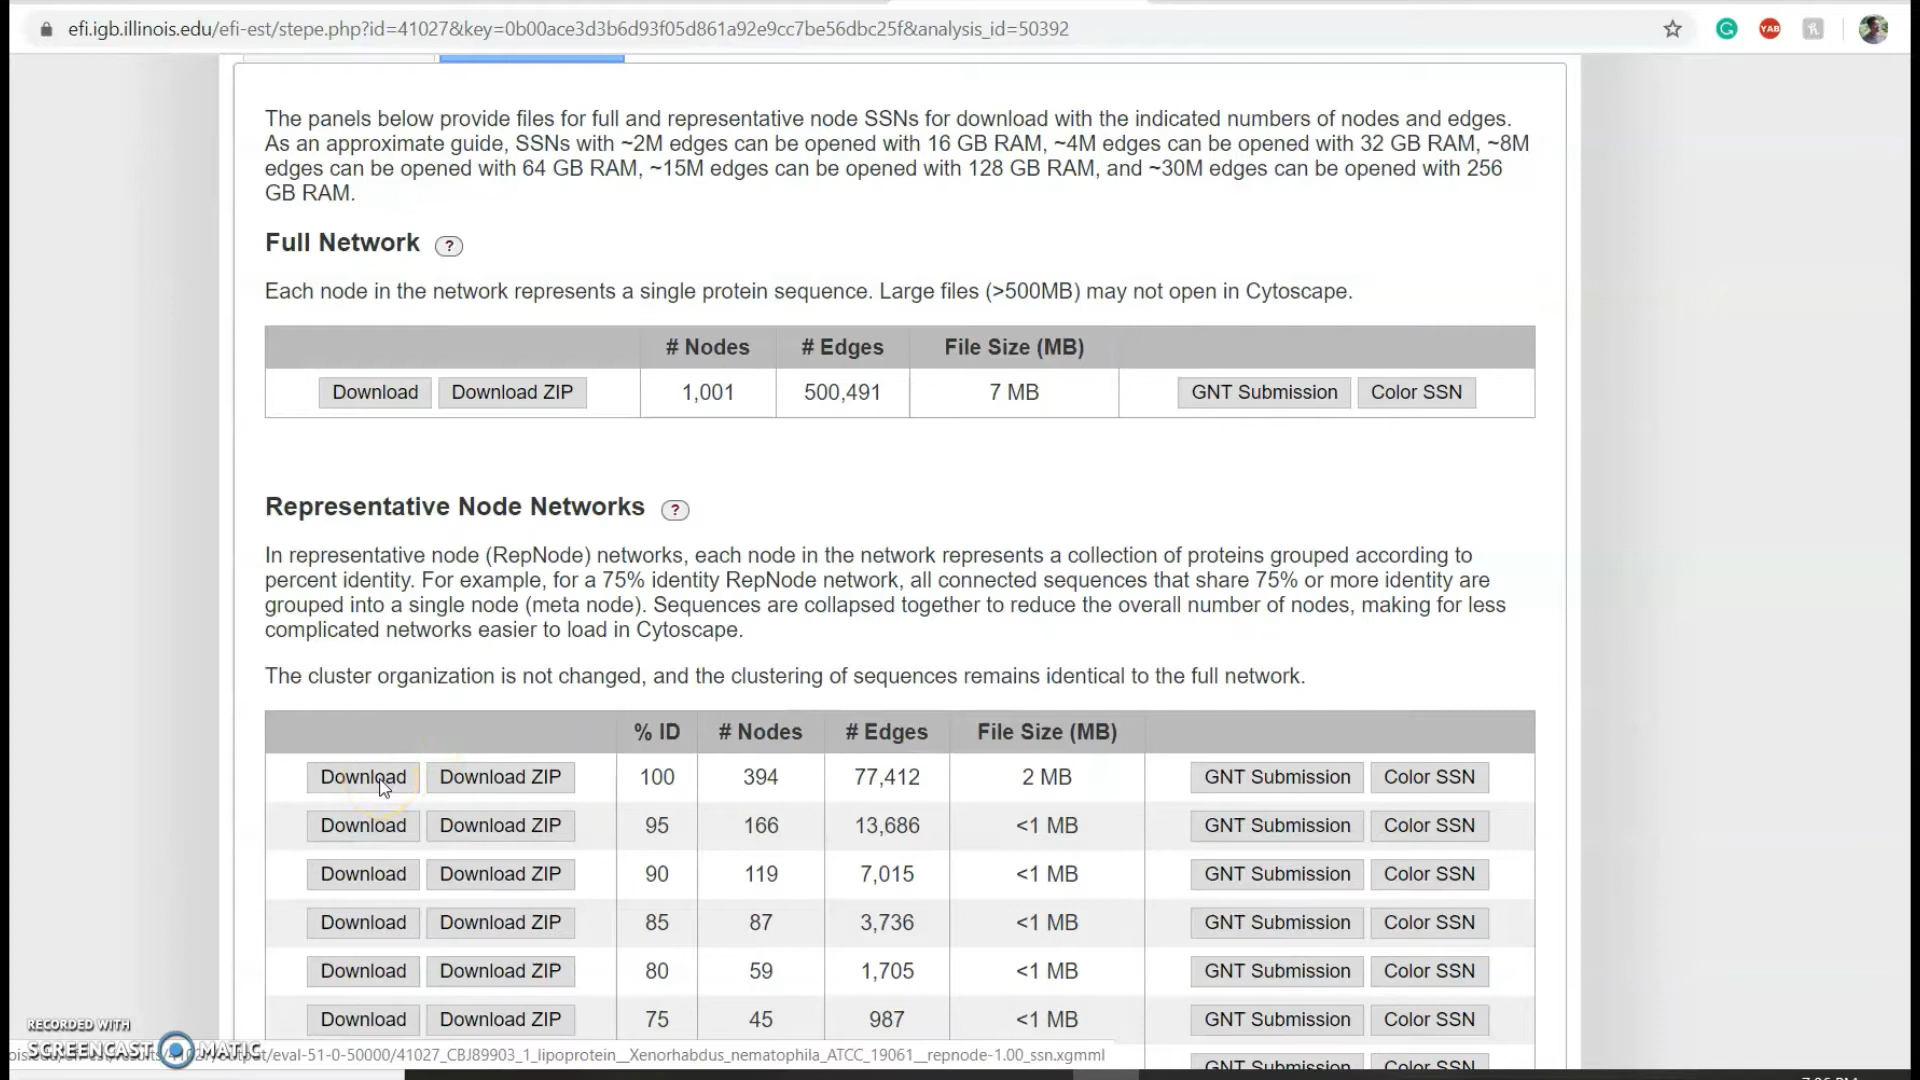 efi.igb.illinois.edu/efi-est/stepe.php?id=41027&key=0b00ace3d3b6d93f05d861a92e9cc7be56dbc25f&analysis_id=50392
YAB
The panels below provide files for full and representative node SSNs for download with the indicated numbers of nodes and edges.
As an approximate guide, SSNs with ~2M edges can be opened with 16 GB RAM, ~4M edges can be opened with 32 GB RAM, ~8M
edges can be opened with 64 GB RAM, ~15M edges can be opened with 128 GB RAM, and ~30M edges can be opened with 256
GB RAM.
Full Network ?
Each node in the network represents a single protein sequence. Large files (>500MB) may not open in Cytoscape.
# Nodes # Edges File Size (MB)
Download Download ZIP 1,001 500,491 7 MB GNT Submission Color SSN
Representative Node Networks ?
In representative node (RepNode) networks, each node in the network represents a collection of proteins grouped according to
percent identity. For example, for a 75% identity RepNode network, all connected sequences that share 75% or more identity are
grouped into a single node (meta node). Sequences are collapsed together to reduce the overall number of nodes, making for less
complicated networks easier to load in Cytoscape.
The cluster organization is not changed, and the clustering of sequences remains identical to the full network.
% ID # Nodes # Edges File Size (MB)
Download Download ZIP 100 394 77,412 2 MB GNT Submission Color SSN
Download Download ZIP 95 166 13,686 <1 MB GNT Submission Color SSN
Download Download ZIP 90 119 7,015 <1 MB GNT Submission Color SSN
Download Download ZIP 85 87 3,736 <1 MB GNT Submission Color SSN
Download Download ZIP 80 59 1,705 <1 MB GNT Submission Color SSN
Download Download ZIP 75 45 987 <1 MB GNT Submission Color SSN
GNT Submission Color SSN
RECORDED WITH
SCREENCAST MATIC
output/eval-51-0-50000/41027_CBJ89903_1_lipoprotein__Xenorhabdus_nematophila_ATCC_19061__repnode-1.00_ssn.xgmml